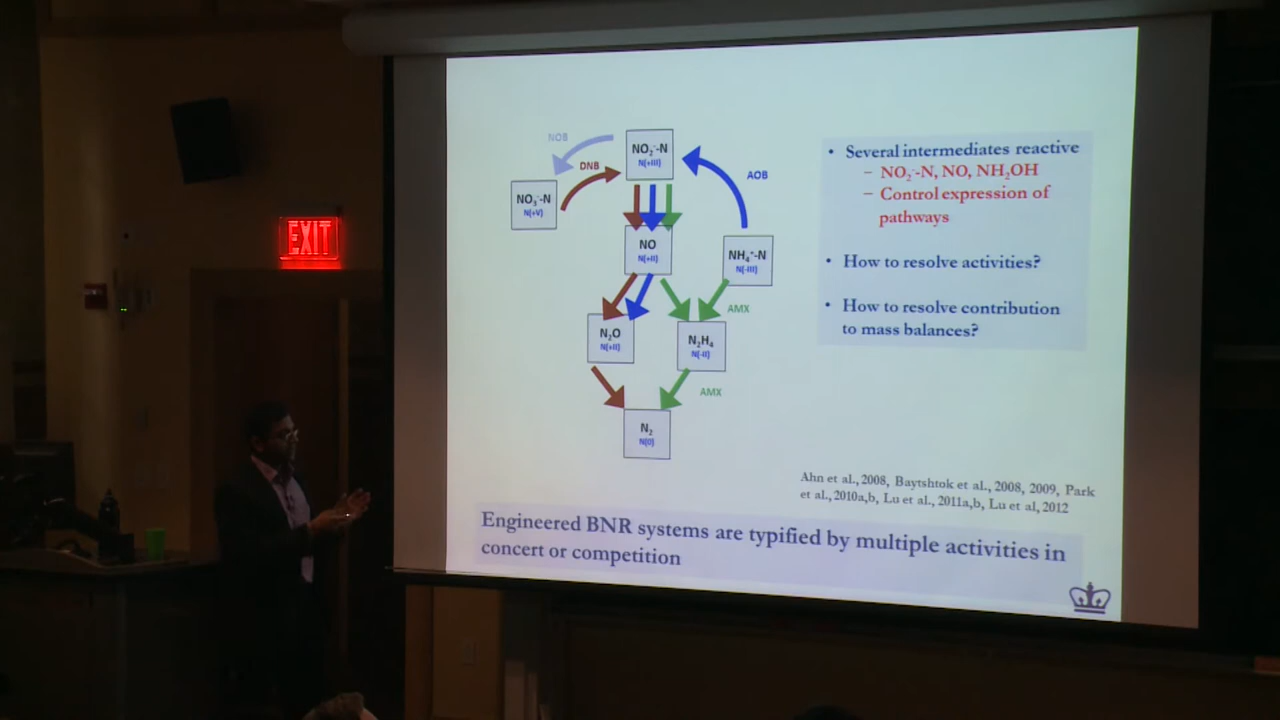 EXIT
NOB
NO2⁻-N
N(+III)
DNB
AOB
NO3⁻-N
N(+V)
NO
N(+II)
NH4⁺-N
N(-III)
AMX
N2O
N(+II)
N2H4
N(-II)
AMX
N2
N(0)
• Several intermediates reactive
– NO2⁻-N, NO, NH2OH
– Control expression of
pathways
• How to resolve activities?
• How to resolve contribution
to mass balances?
Ahn et al., 2008, Baytshtok et al., 2008, 2009, Park
et al., 2010a,b, Lu et al., 2011a,b, Lu et al, 2012
Engineered BNR systems are typified by multiple activities in
concert or competition